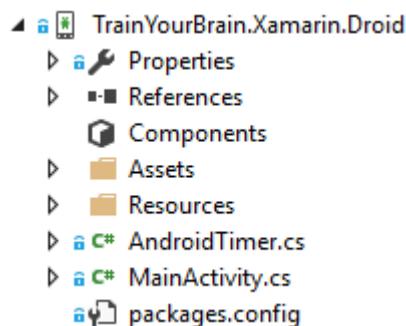 TrainYourBrain.Xamarin.Droid
Properties
References
Components
Assets
Resources
C# AndroidTimer.cs
C# MainActivity.cs
packages.config